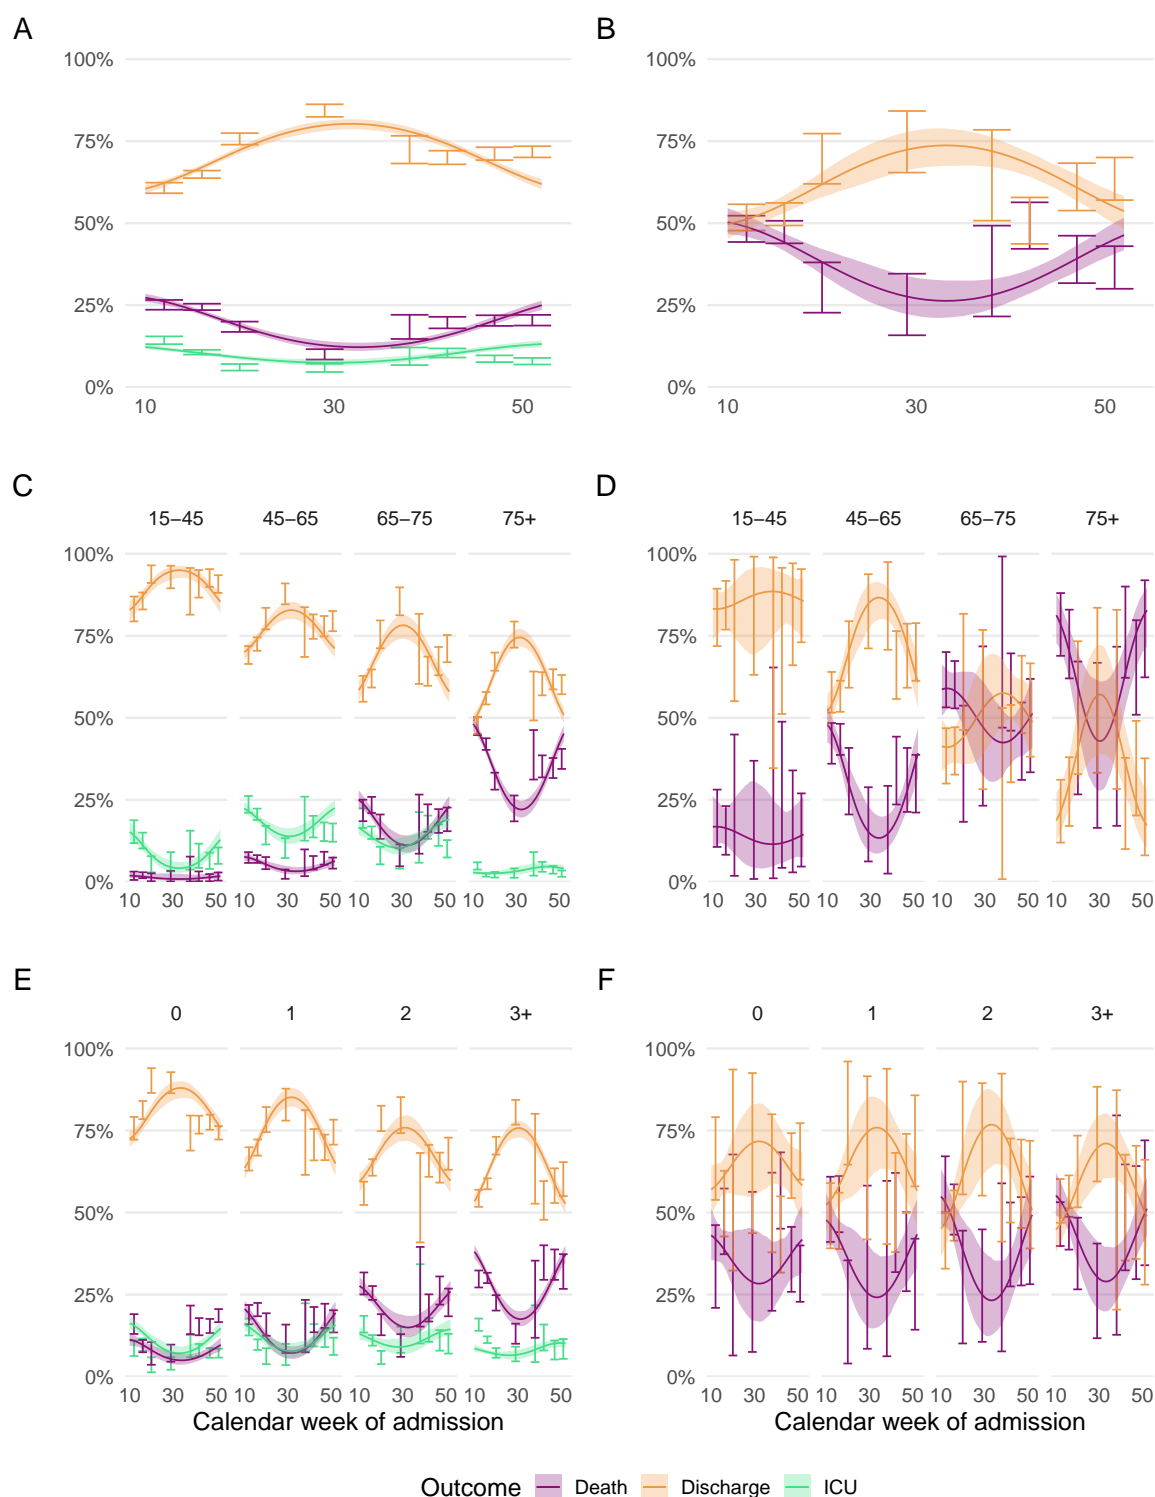 A B
100% 100%
75% 75%
50% 50%
25% 25%
0% 0%
10 30 50 10 30 50
C D
15−45 45−65 65−75 75+ 15−45 45−65 65−75 75+
100% 100%
75% 75%
50% 50%
25% 25%
0% 0%
10 30 50 10 30 50 10 30 50 10 30 50 10 30 50 10 30 50 10 30 50 10 30 50
E F
0 1 2 3+ 0 1 2 3+
100% 100%
75% 75%
50% 50%
25% 25%
0% 0%
10 30 50 10 30 50 10 30 50 10 30 50 10 30 50 10 30 50 10 30 50 10 30 50
Calendar week of admission Calendar week of admission
Outcome Death Discharge ICU